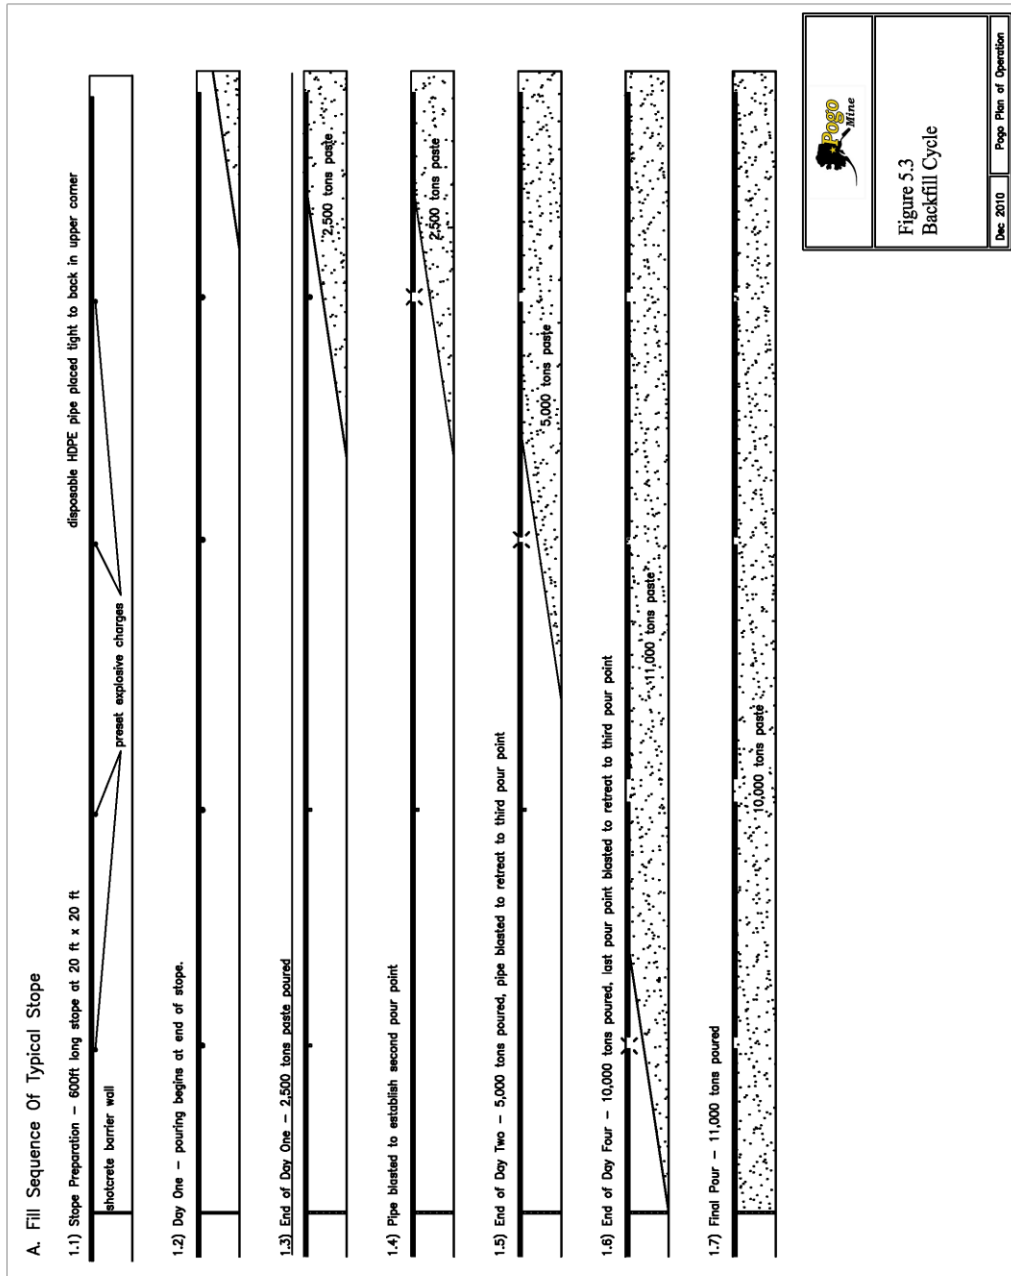 A. Fill Sequence Of Typical Stope
1.1) Stope Preparation – 600ft long stope at 20 ft x 20 ft
disposable HDPE pipe placed tight to back in upper corner
shotcrete barrier wall
preset explosive charges
1.2) Day One – pouring begins at end of stope.
1.3) End of Day One – 2,500 tons paste poured
2,500 tons paste
1.4) Pipe blasted to establish second pour point
2,500 tons paste
1.5) End of Day Two – 5,000 tons poured, pipe blasted to retreat to third pour point
5,000 tons paste
1.6) End of Day Four – 10,000 tons poured, last pour point blasted to retreat to third pour point
11,000 tons paste
1.7) Final Pour – 11,000 tons poured
10,000 tons paste
Pogo
Mine
Figure 5.3
Backfill Cycle
Dec 2010
Pogo Plan of Operation